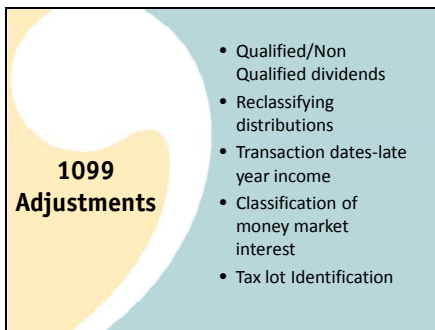 1099
Adjustments
• Qualified/Non
Qualified dividends
• Reclassifying
distributions
• Transaction dates-late
year income
• Classification of
money market
interest
• Tax lot Identification